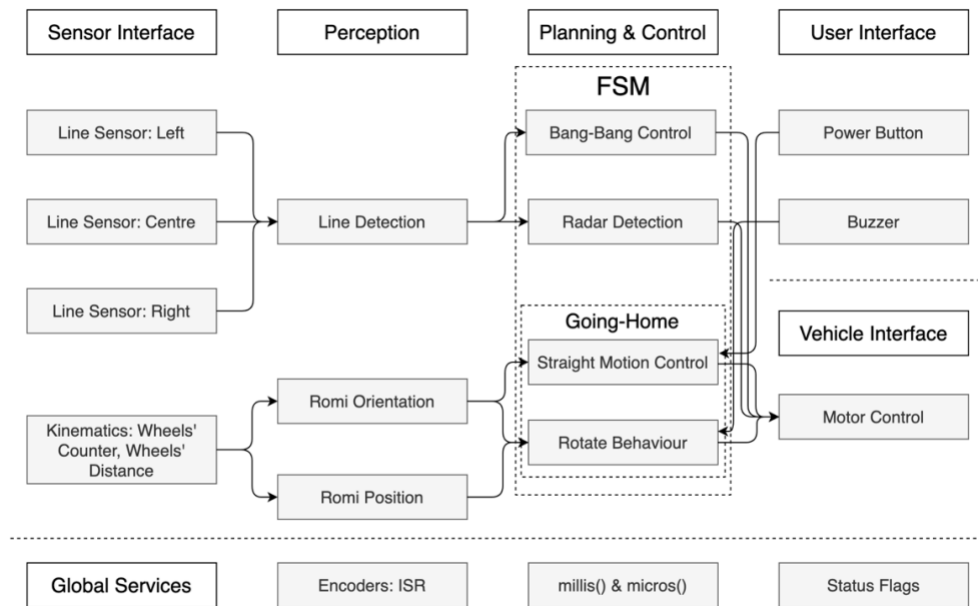 Sensor Interface
Perception
Planning & Control
User Interface
FSM
Line Sensor: Left
Bang-Bang Control
Power Button
Line Sensor: Centre
Line Detection
Radar Detection
Buzzer
Line Sensor: Right
Going-Home
Vehicle Interface
Straight Motion Control
Romi Orientation
Motor Control
Kinematics: Wheels'
Counter, Wheels'
Distance
Rotate Behaviour
Romi Position
Global Services
Encoders: ISR
millis() & micros()
Status Flags